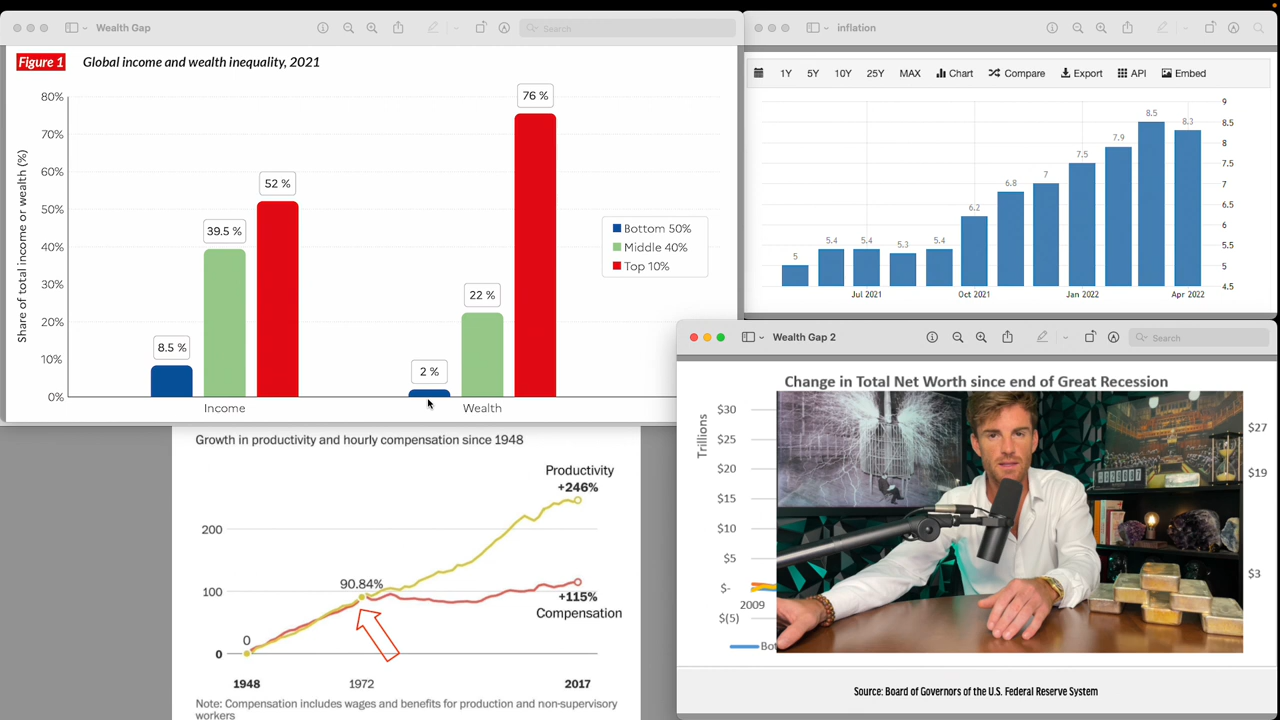 Wealth Gap
Search
Figure 1
Global income and wealth inequality, 2021
Share of total income or wealth (%)
80%
70%
60%
50%
40%
30%
20%
10%
0%
8.5 %
39.5 %
52 %
2 %
22 %
76 %
Income
Wealth
Bottom 50%
Middle 40%
Top 10%
inflation
1Y
5Y
10Y
25Y
MAX
Chart
Compare
Export
API
Embed
5
5.4
5.4
5.3
5.4
6.2
6.8
7
7.5
7.9
8.5
8.3
9
8.5
8
7.5
7
6.5
6
5.5
5
4.5
Jul 2021
Oct 2021
Jan 2022
Apr 2022
Growth in productivity and hourly compensation since 1948
Productivity
+246%
200
100
0
90.84%
0
+115%
Compensation
1948
1972
2017
Note: Compensation includes wages and benefits for production and non-supervisory
workers
Wealth Gap 2
Search
Change in Total Net Worth since end of Great Recession
Trillions
$30
$25
$20
$15
$10
$5
$-
$(5)
2009
$27
$19
$3
Bot
Source: Board of Governors of the U.S. Federal Reserve System